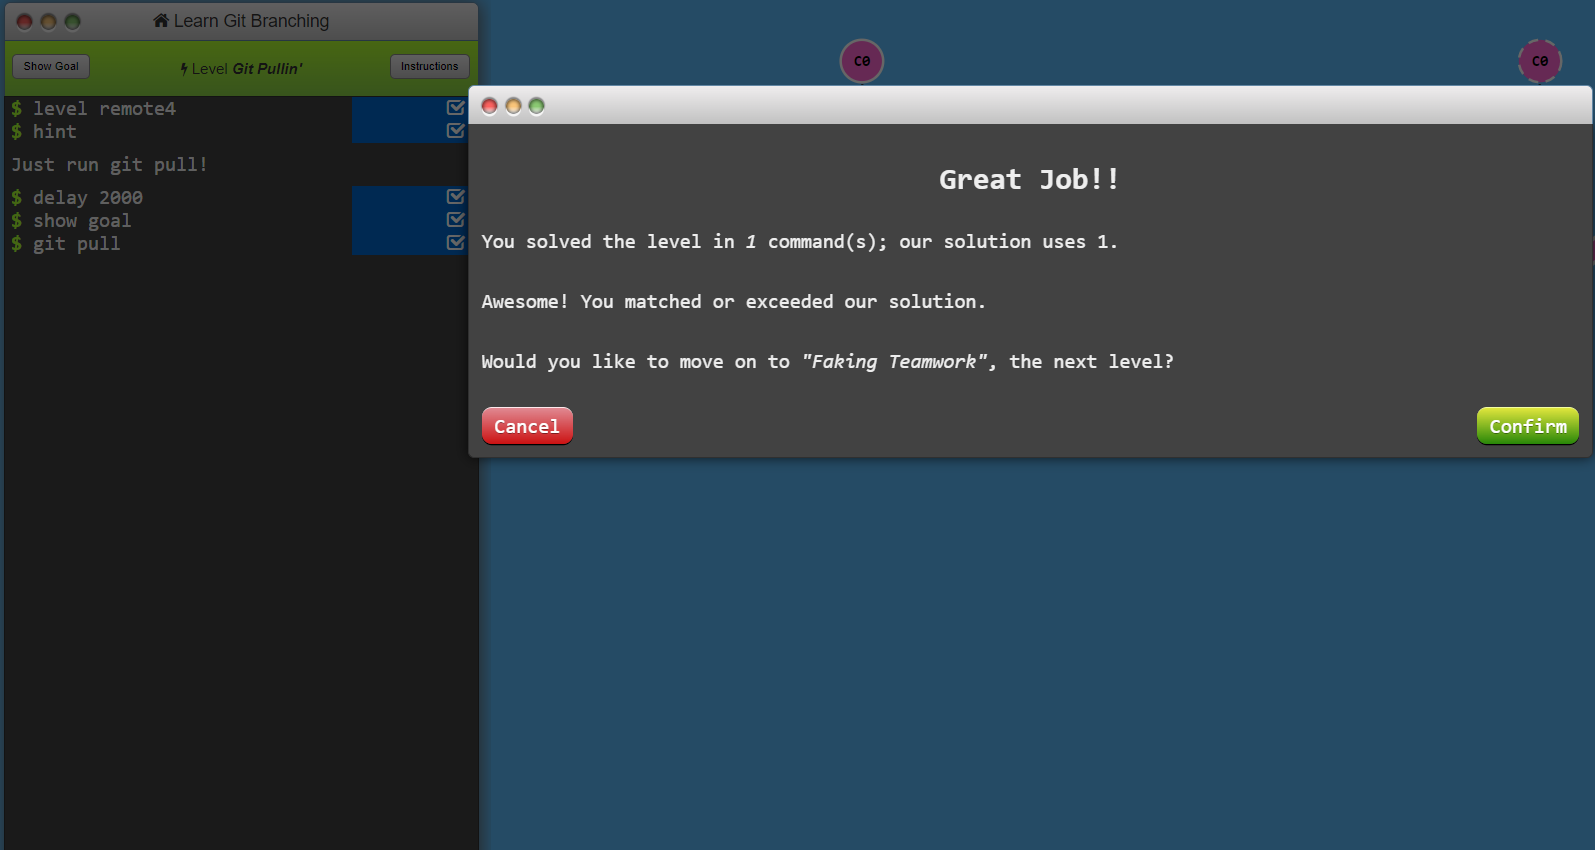 Learn Git Branching
Show Goal
Level Git Pullin'
Instructions
$ level remote4
$ hint
Just run git pull!
$ delay 2000
$ show goal
$ git pull
C0
C0
Great Job!!
You solved the level in 1 command(s); our solution uses 1.
Awesome! You matched or exceeded our solution.
Would you like to move on to "Faking Teamwork", the next level?
Cancel
Confirm